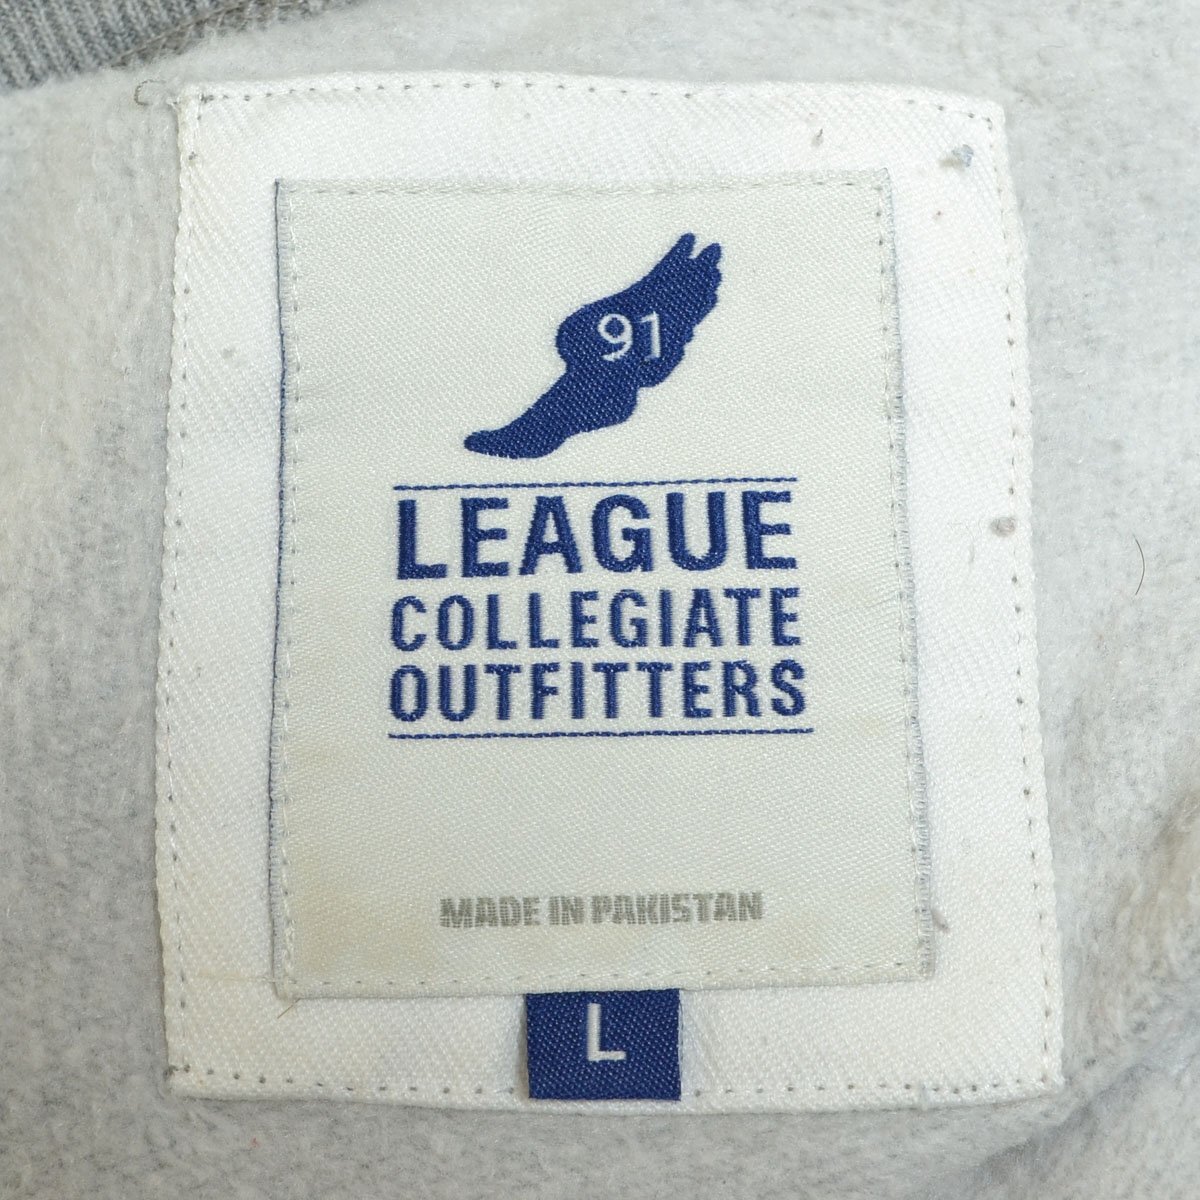 91
LEAGUE
COLLEGIATE
OUTFITTERS
MADE IN PAKISTAN
L